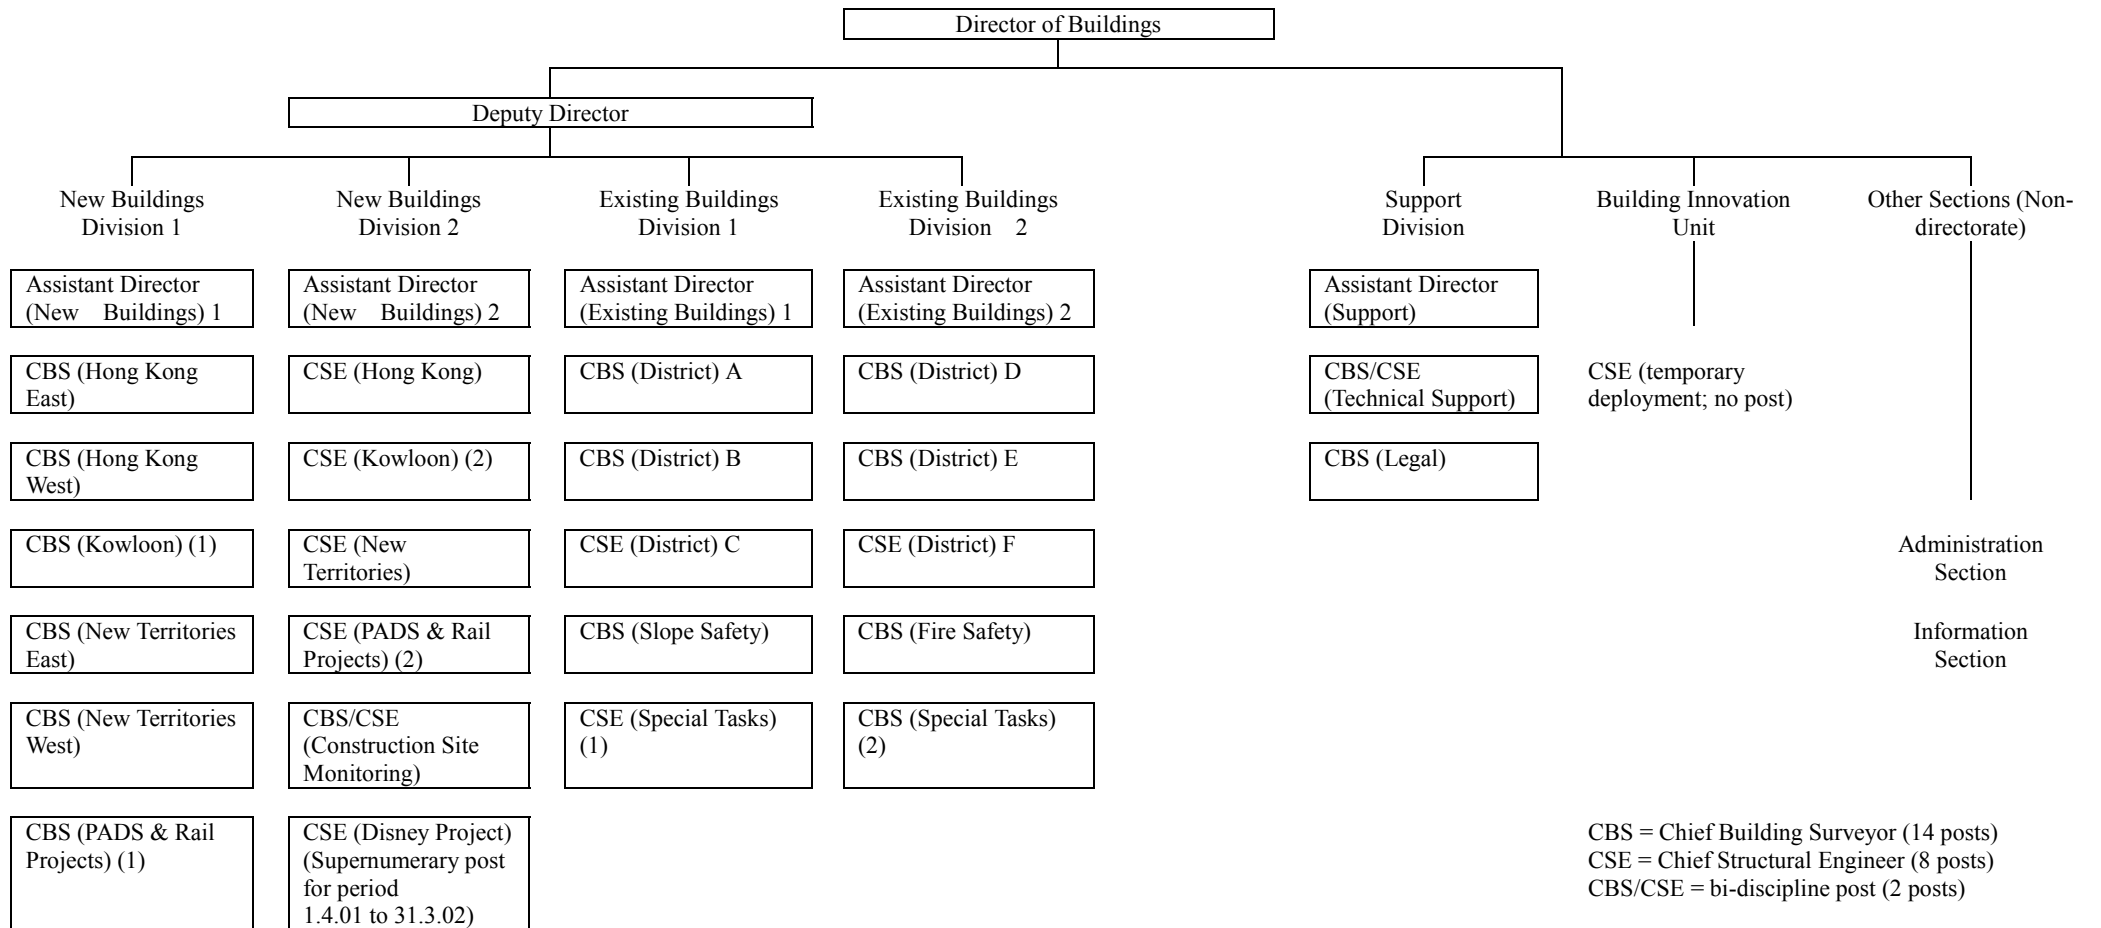 Director of Buildings
Deputy Director
New Buildings
Division 1
New Buildings
Division 2
Existing Buildings
Division 1
Existing Buildings
Division 2
Support
Division
Building Innovation
Unit
Other Sections (Non-
directorate)
Assistant Director
(New Buildings) 1
Assistant Director
(New Buildings) 2
Assistant Director
(Existing Buildings) 1
Assistant Director
(Existing Buildings) 2
Assistant Director
(Support)
CBS (Hong Kong
East)
CSE (Hong Kong)
CBS (District) A
CBS (District) D
CBS/CSE
(Technical Support)
CSE (temporary
deployment; no post)
CBS (Hong Kong
West)
CSE (Kowloon) (2)
CBS (District) B
CBS (District) E
CBS (Legal)
CBS (Kowloon) (1)
CSE (New
Territories)
CSE (District) C
CSE (District) F
Administration
Section
CBS (New Territories
East)
CSE (PADS & Rail
Projects) (2)
CBS (Slope Safety)
CBS (Fire Safety)
Information
Section
CBS (New Territories
West)
CBS/CSE
(Construction Site
Monitoring)
CSE (Special Tasks)
(1)
CBS (Special Tasks)
(2)
CBS (PADS & Rail
Projects) (1)
CSE (Disney Project)
(Supernumerary post
for period
1.4.01 to 31.3.02)
CBS = Chief Building Surveyor (14 posts)
CSE = Chief Structural Engineer (8 posts)
CBS/CSE = bi-discipline post (2 posts)